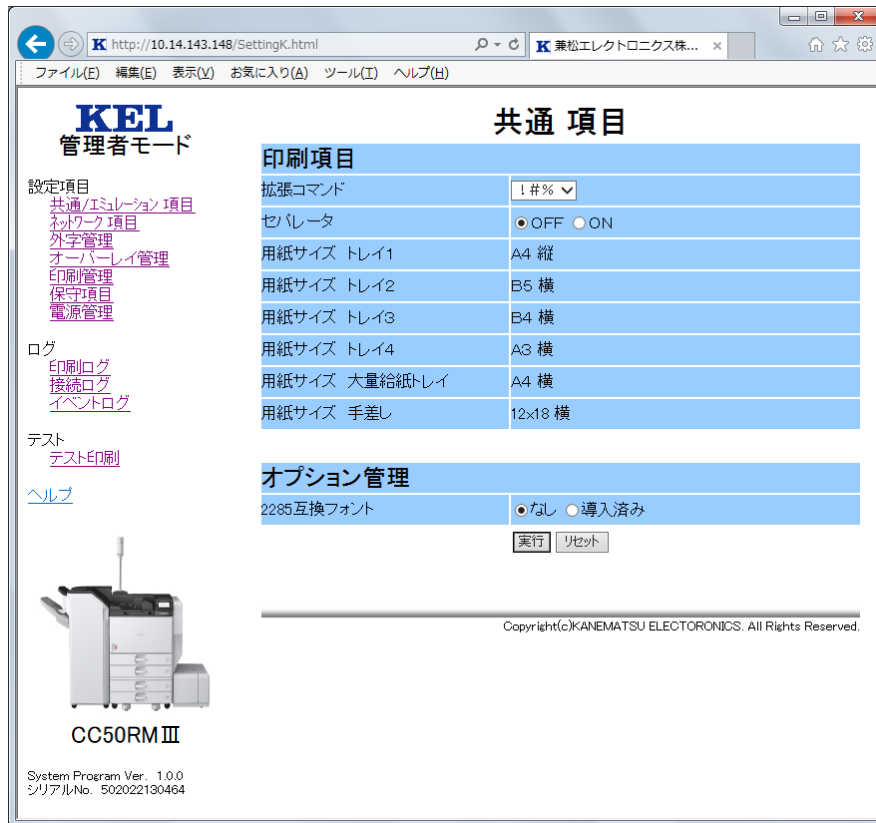 http://10.14.143.148/SettingK.html
兼松エレクトロニクス株...
ファイル(F) 編集(E) 表示(V) お気に入り(A) ツール(T) ヘルプ(H)
KEL
管理者モード
設定項目
共通/エミュレーション 項目
ネットワーク 項目
外字管理
オーバーレイ管理
印刷管理
保守項目
電源管理
ログ
印刷ログ
接続ログ
イベントログ
テスト
テスト印刷
ヘルプ
CC50RMⅢ
System Program Ver. 1.0.0
シリアルNo. 502022130464
共通 項目
印刷項目
拡張コマンド !#%
セパレータ OFF ON
用紙サイズ トレイ1 A4 縦
用紙サイズ トレイ2 B5 横
用紙サイズ トレイ3 B4 横
用紙サイズ トレイ4 A3 横
用紙サイズ 大量給紙トレイ A4 横
用紙サイズ 手差し 12x18 横
オプション管理
2285互換フォント なし 導入済み
実行 リセット
Copyright(c)KANEMATSU ELECTORONICS. All Rights Reserved.